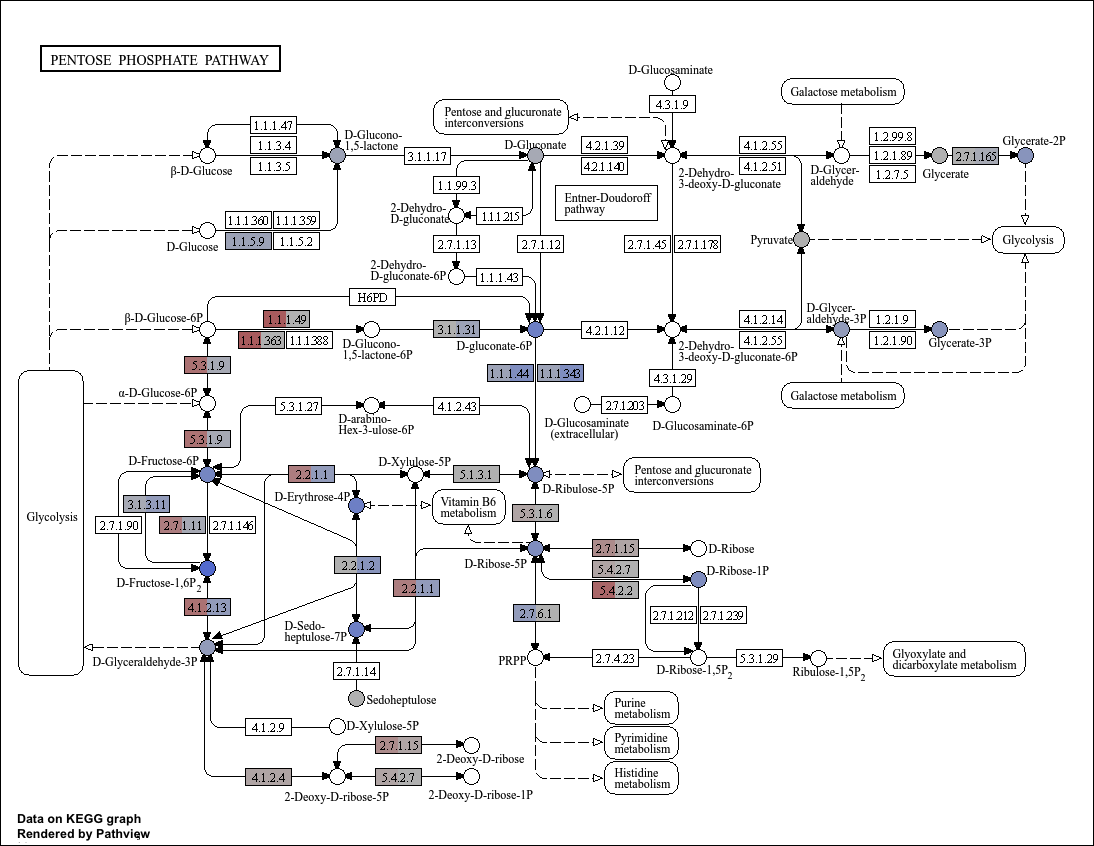 PENTOSE PHOSPHATE PATHWAY
D-Glucosaminate
4.3.1.9
Galactose metabolism
Pentose and glucuronate
interconversions
1.1.1.47
1.1.3.4
1.1.3.5
D-Glucono-
1,5-lactone
β-D-Glucose
3.1.1.17
D-Gluconate
4.2.1.39
4.2.1.140
2-Dehydro-
3-deoxy-D-gluconate
4.1.2.55
4.1.2.51
D-Glycer-
aldehyde
1.2.99.8
1.2.1.89
1.2.7.5
Glycerate
2.7.1.165
Glycerate-2P
1.1.99.3
2-Dehydro-
D-gluconate
1.1.1.215
Entner-Doudoroff
pathway
1.1.1.360
1.1.1.359
1.1.5.9
1.1.5.2
D-Glucose
2.7.1.13
2.7.1.12
2.7.1.45
2.7.1.178
Pyruvate
Glycolysis
2-Dehydro-
D-gluconate-6P
1.1.1.43
H6PD
β-D-Glucose-6P
1.1.1.49
1.1.1.363
1.1.1.388
D-Glucono-
1,5-lactone-6P
3.1.1.31
D-gluconate-6P
4.2.1.12
2-Dehydro-
3-deoxy-D-gluconate-6P
4.1.2.14
4.1.2.55
D-Glycer-
aldehyde-3P
1.2.1.9
1.2.1.90
Glycerate-3P
5.3.1.9
1.1.1.44
1.1.1.343
4.3.1.29
Galactose metabolism
α-D-Glucose-6P
5.3.1.27
D-arabino-
Hex-3-ulose-6P
4.1.2.43
D-Glucosaminate
(extracellular)
2.7.1.203
D-Glucosaminate-6P
5.3.1.9
D-Fructose-6P
2.2.1.1
D-Xylulose-5P
5.1.3.1
D-Ribulose-5P
Pentose and glucuronate
interconversions
D-Erythrose-4P
Vitamin B6
metabolism
3.1.3.11
2.7.1.90
2.7.1.11
2.7.1.146
Glycolysis
5.3.1.6
D-Ribose-5P
2.7.1.15
D-Ribose
5.4.2.7
5.4.2.2
D-Ribose-1P
2.2.1.2
2.2.1.1
D-Fructose-1,6P2
4.1.2.13
2.7.6.1
2.7.1.212
2.7.1.239
D-Sedo-
heptulose-7P
D-Glyceraldehyde-3P
2.7.1.14
Sedoheptulose
PRPP
2.7.4.23
D-Ribose-1,5P2
5.3.1.29
Ribulose-1,5P2
Glyoxylate and
dicarboxylate metabolism
Purine
metabolism
4.1.2.9
D-Xylulose-5P
Pyrimidine
metabolism
2.7.1.15
2-Deoxy-D-ribose
Histidine
metabolism
4.1.2.4
2-Deoxy-D-ribose-5P
5.4.2.7
2-Deoxy-D-ribose-1P
Data on KEGG graph
Rendered by Pathview